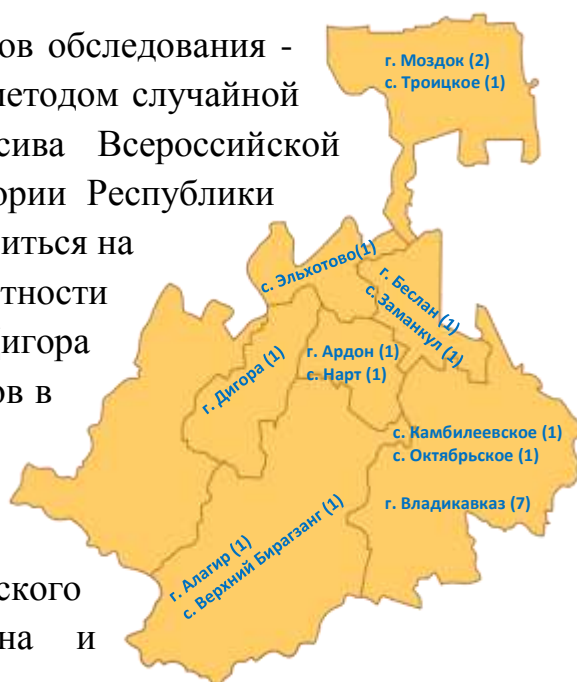 ов обследования -
методом случайной
сива Всероссийской
ории Республики
виться на
тности
игора
ов в
ского
на и
г. Моздок (2)
с. Троицкое (1)
с. Эльхотово(1)
г. Беслан (1)
с. Заманкул (1)
г. Дигора (1)
г. Ардон (1)
с. Нарт (1)
с. Камбилеевское (1)
с. Октябрьское (1)
г. Владикавказ (7)
г. Алагир (1)
с. Верхний Бирагзанг (1)